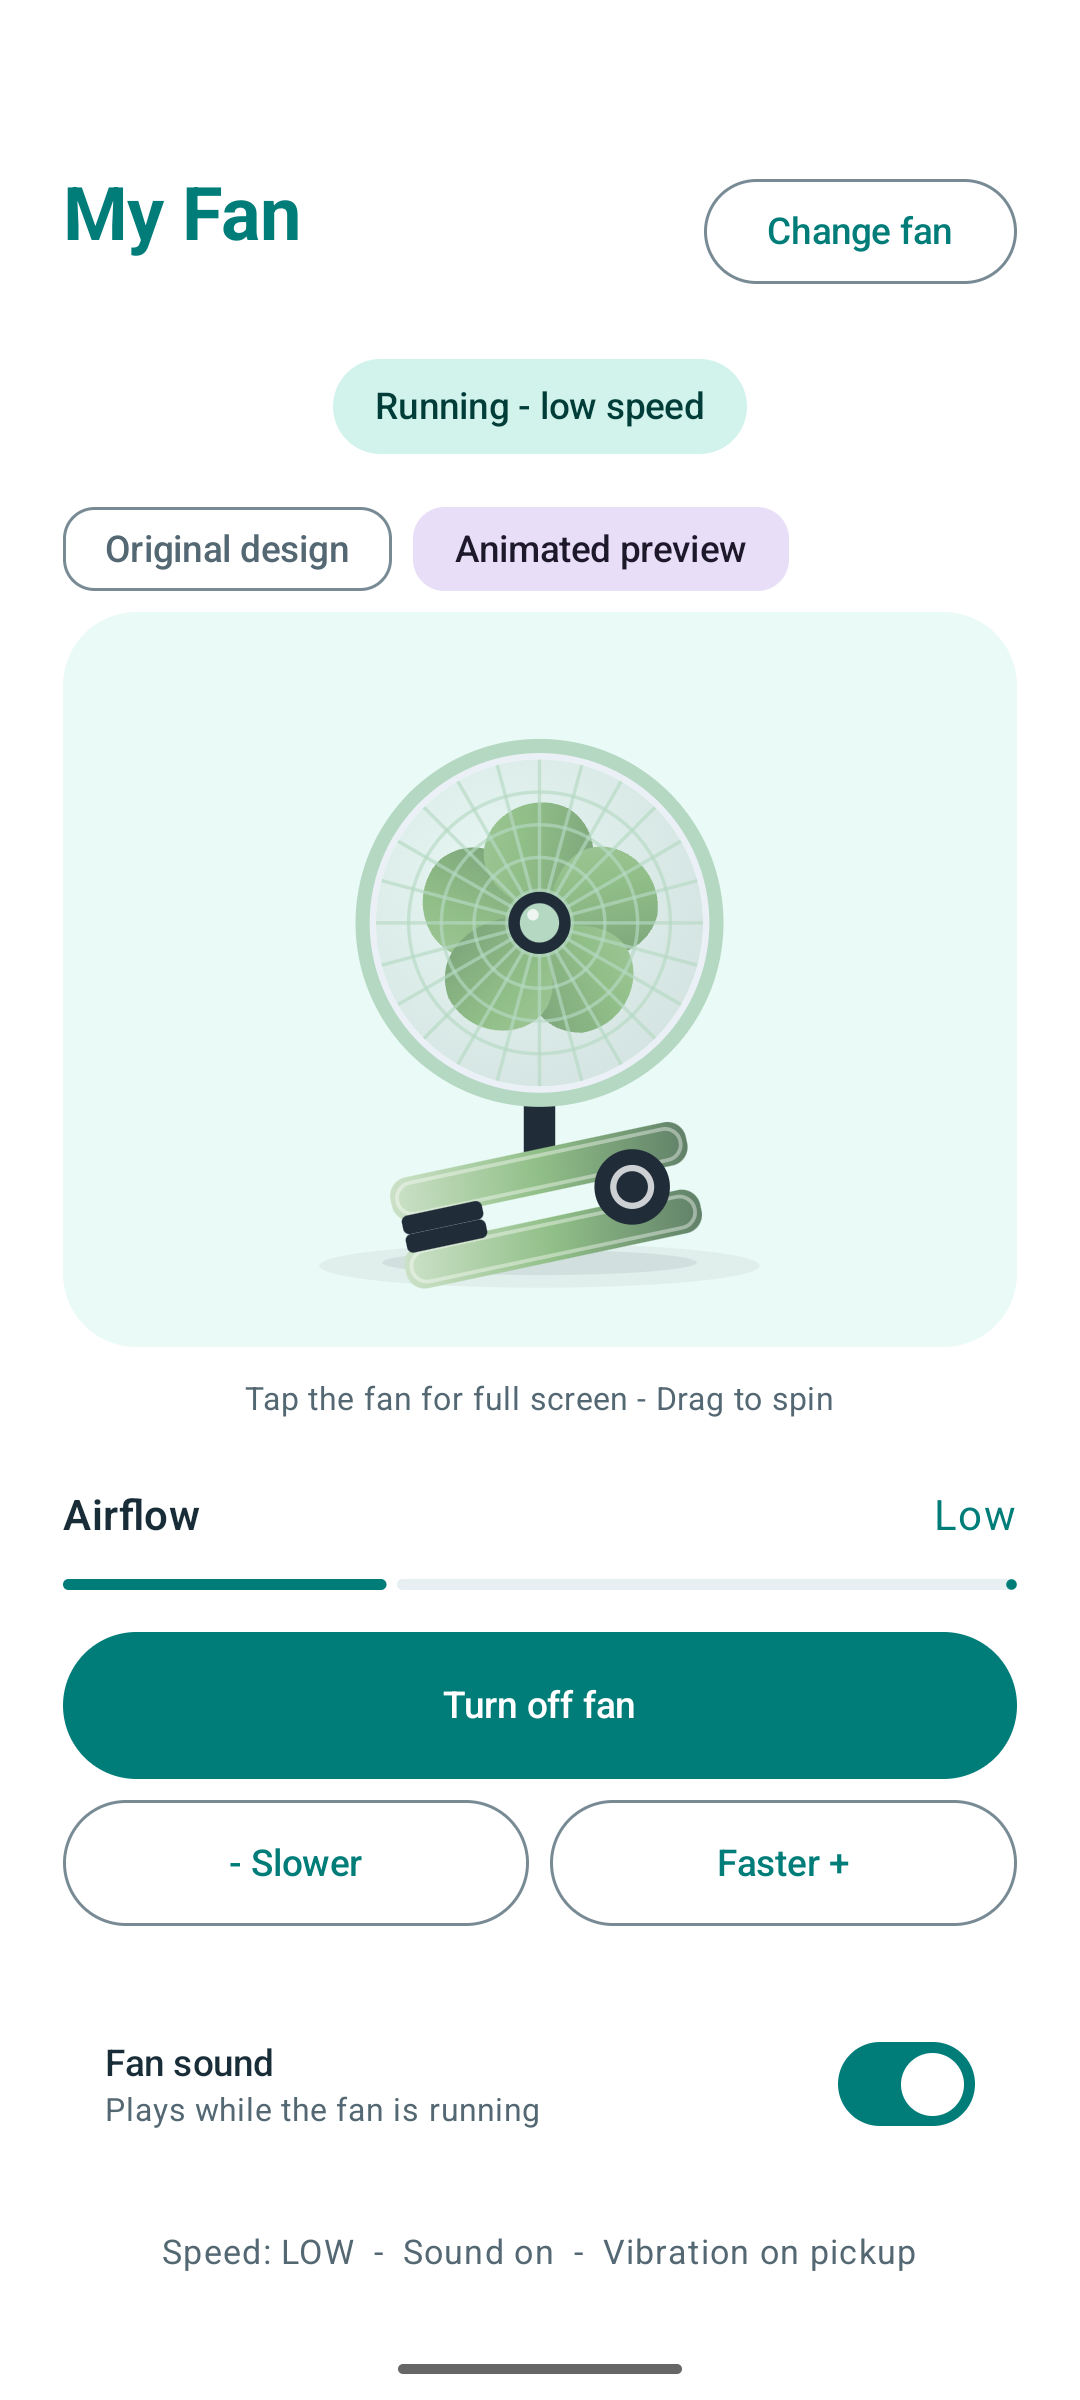 My Fan
Change fan
Running - low speed
Original design
Animated preview
Tap the fan for full screen - Drag to spin
Airflow
Low
Turn off fan
- Slower
Faster +
Fan sound
Plays while the fan is running
Speed: LOW - Sound on - Vibration on pickup